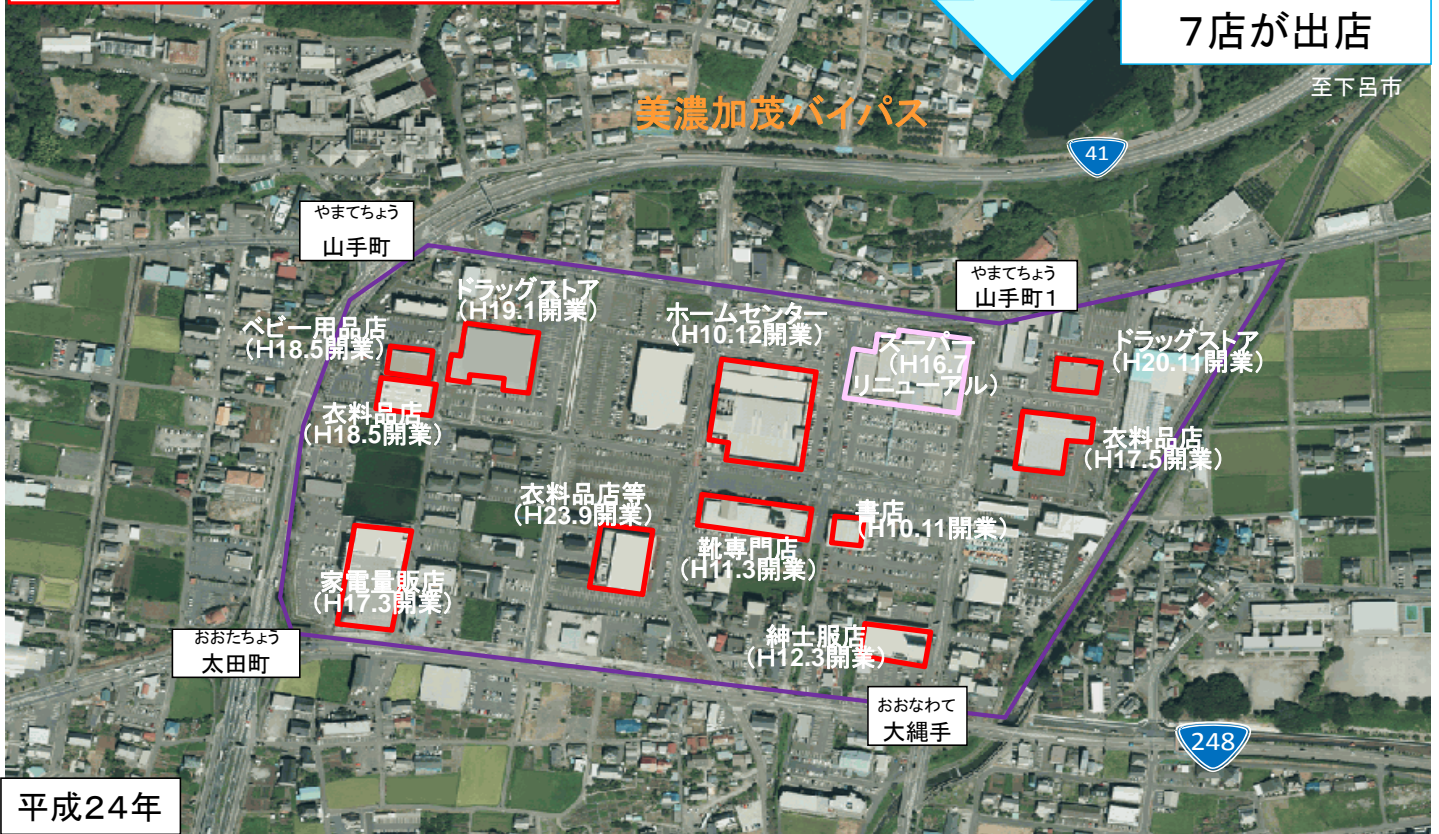 7店が出店
至下呂市
美濃加茂バイパス
41
やまてちょう
山手町
やまてちょう
山手町1
ドラッグストア
（H19.1開業）
ホームセンター
（H10.12開業）
ベビー用品店
（H18.5開業）
スーパー
（H16.7
リニューアル）
ドラッグストア
（H20.11開業）
衣料品店
（H18.5開業）
衣料品店
（H17.5開業）
衣料品店等
（H23.9開業）
書店
（H10.11開業）
靴専門店
（H11.3開業）
家電量販店
（H17.3開業）
紳士服店
（H12.3開業）
おおたちょう
太田町
おおなわて
大縄手
248
平成24年